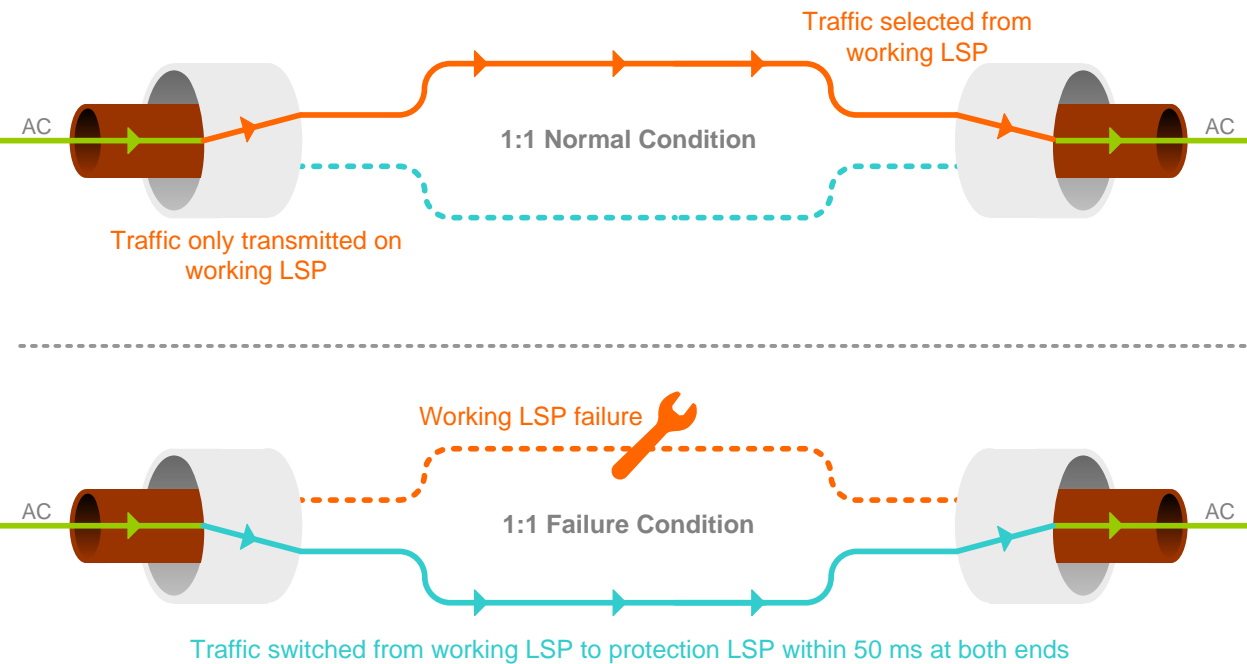 Traffic selected from
working LSP
AC
1:1 Normal Condition
AC
Traffic only transmitted on
working LSP
Working LSP failure
AC
1:1 Failure Condition
AC
Traffic switched from working LSP to protection LSP within 50 ms at both ends